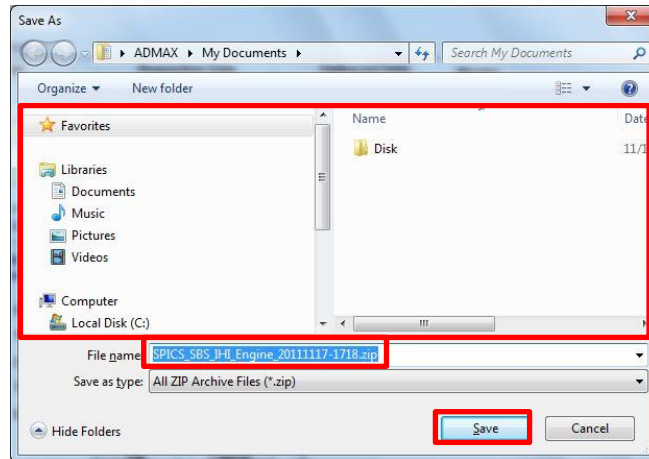 Save As
ADMAX ▸ My Documents ▸
Search My Documents
Organize ▾ New folder
Favorites
Libraries
Documents
Music
Pictures
Videos
Computer
Local Disk (C:)
Name Date
Disk 11/1
File name: SPICS_SBS_IHI_Engine_20111117-1718.zip
Save as type: All ZIP Archive Files (*.zip)
Hide Folders
Save
Cancel